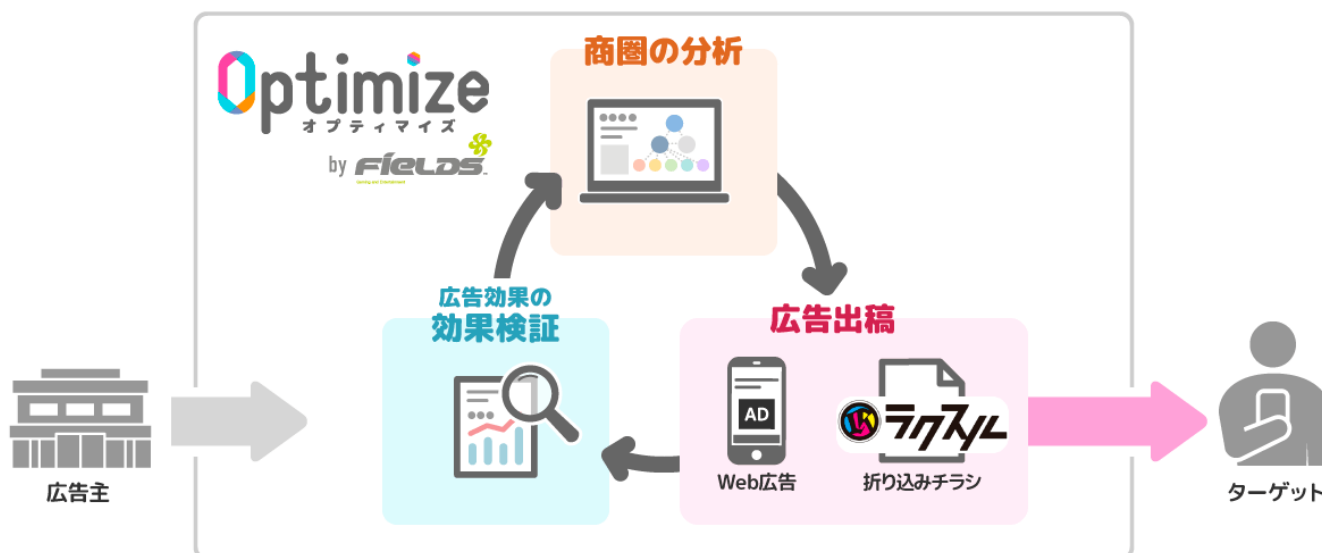 Optimize
オプティマイズ
by FIELDS
商圏の分析
広告効果の
効果検証
広告出稿
AD
ラクスル
Web広告
折り込みチラシ
広告主
ターゲット